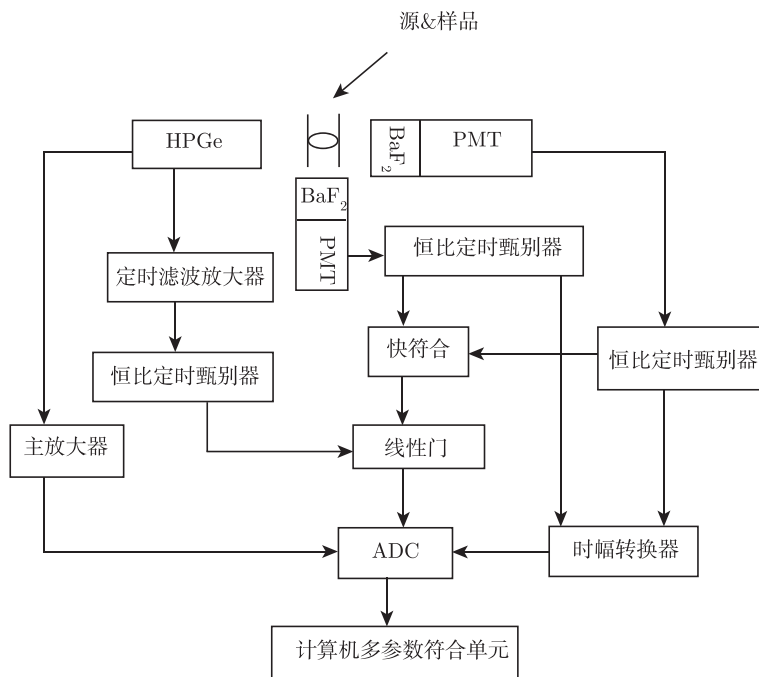 源&样品
HPGe
BaF2
PMT
BaF2
PMT
恒比定时甄别器
定时滤波放大器
快符合
恒比定时甄别器
恒比定时甄别器
主放大器
线性门
ADC
时幅转换器
计算机多参数符合单元